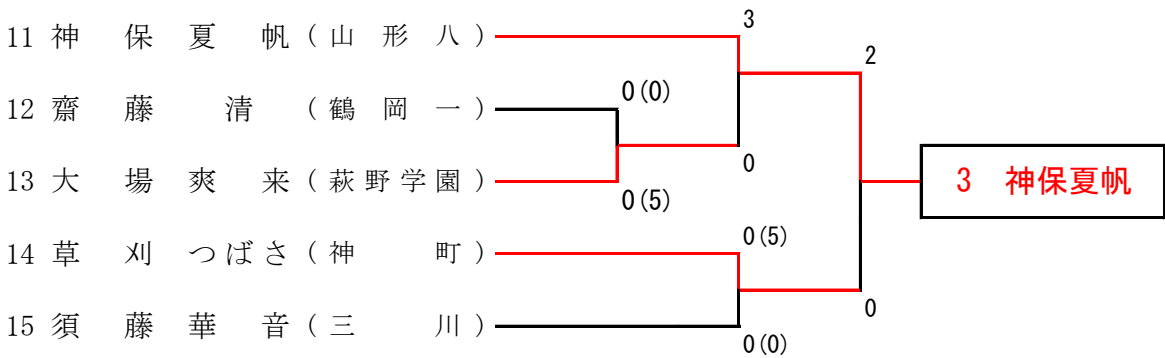 3
11 神 保 夏 帆 ( 山 形 八 )
2
0(0)
12 齋 藤 清 ( 鶴 岡 一 )
0
13 大 場 爽 来 ( 萩 野 学 園 )
3 神保夏帆
0(5)
0(5)
14 草 刈 つばさ ( 神 町 )
0
15 須 藤 華 音 ( 三 川 )
0(0)